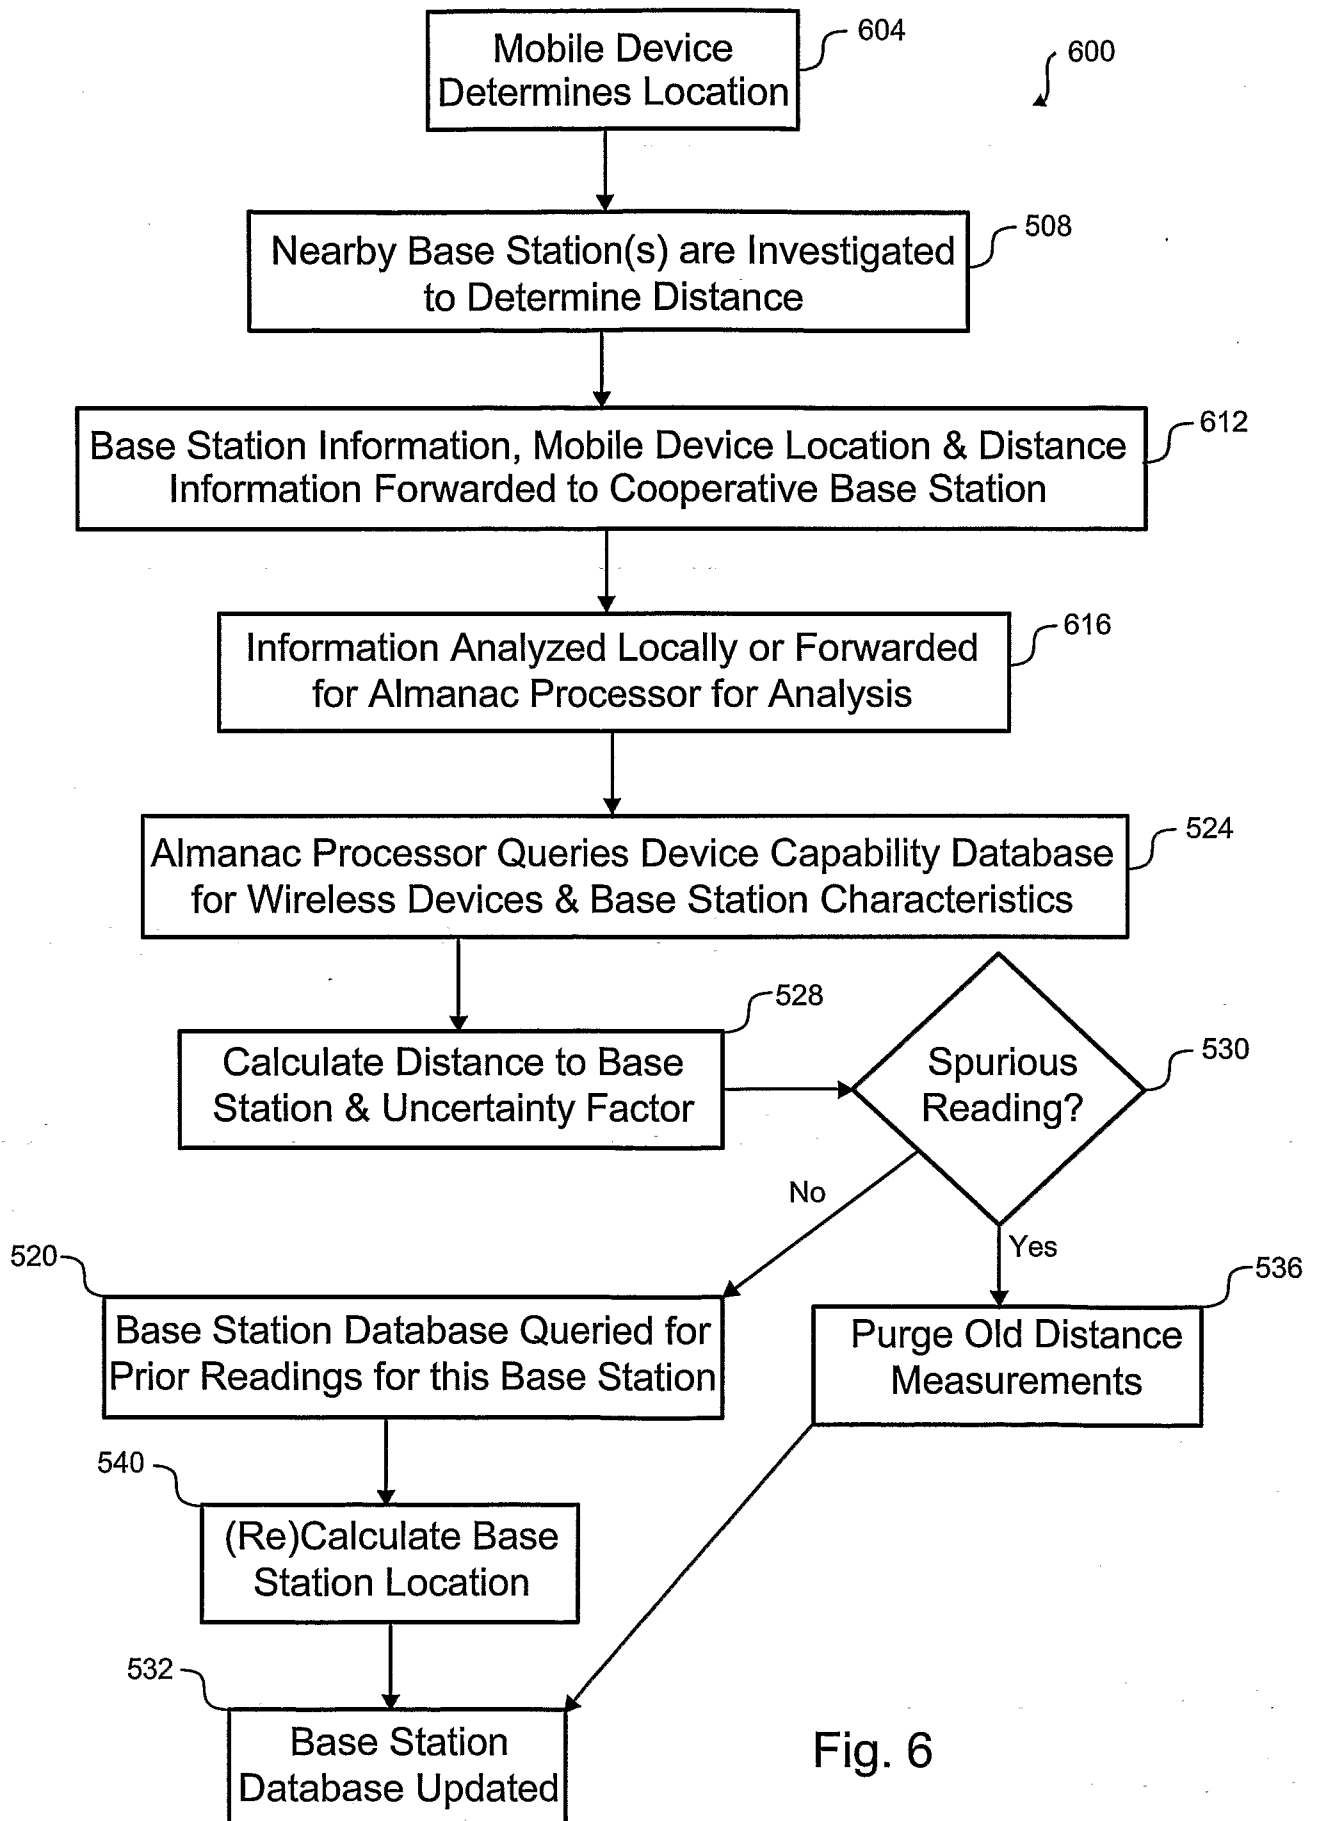 Mobile Device
Determines Location
604
600
Nearby Base Station(s) are Investigated
to Determine Distance
508
Base Station Information, Mobile Device Location & Distance
Information Forwarded to Cooperative Base Station
612
Information Analyzed Locally or Forwarded
for Almanac Processor for Analysis
616
Almanac Processor Queries Device Capability Database
for Wireless Devices & Base Station Characteristics
524
Calculate Distance to Base
Station & Uncertainty Factor
528
Spurious
Reading?
530
No
Yes
520
Base Station Database Queried for
Prior Readings for this Base Station
536
Purge Old Distance
Measurements
540
(Re)Calculate Base
Station Location
532
Base Station
Database Updated
Fig. 6